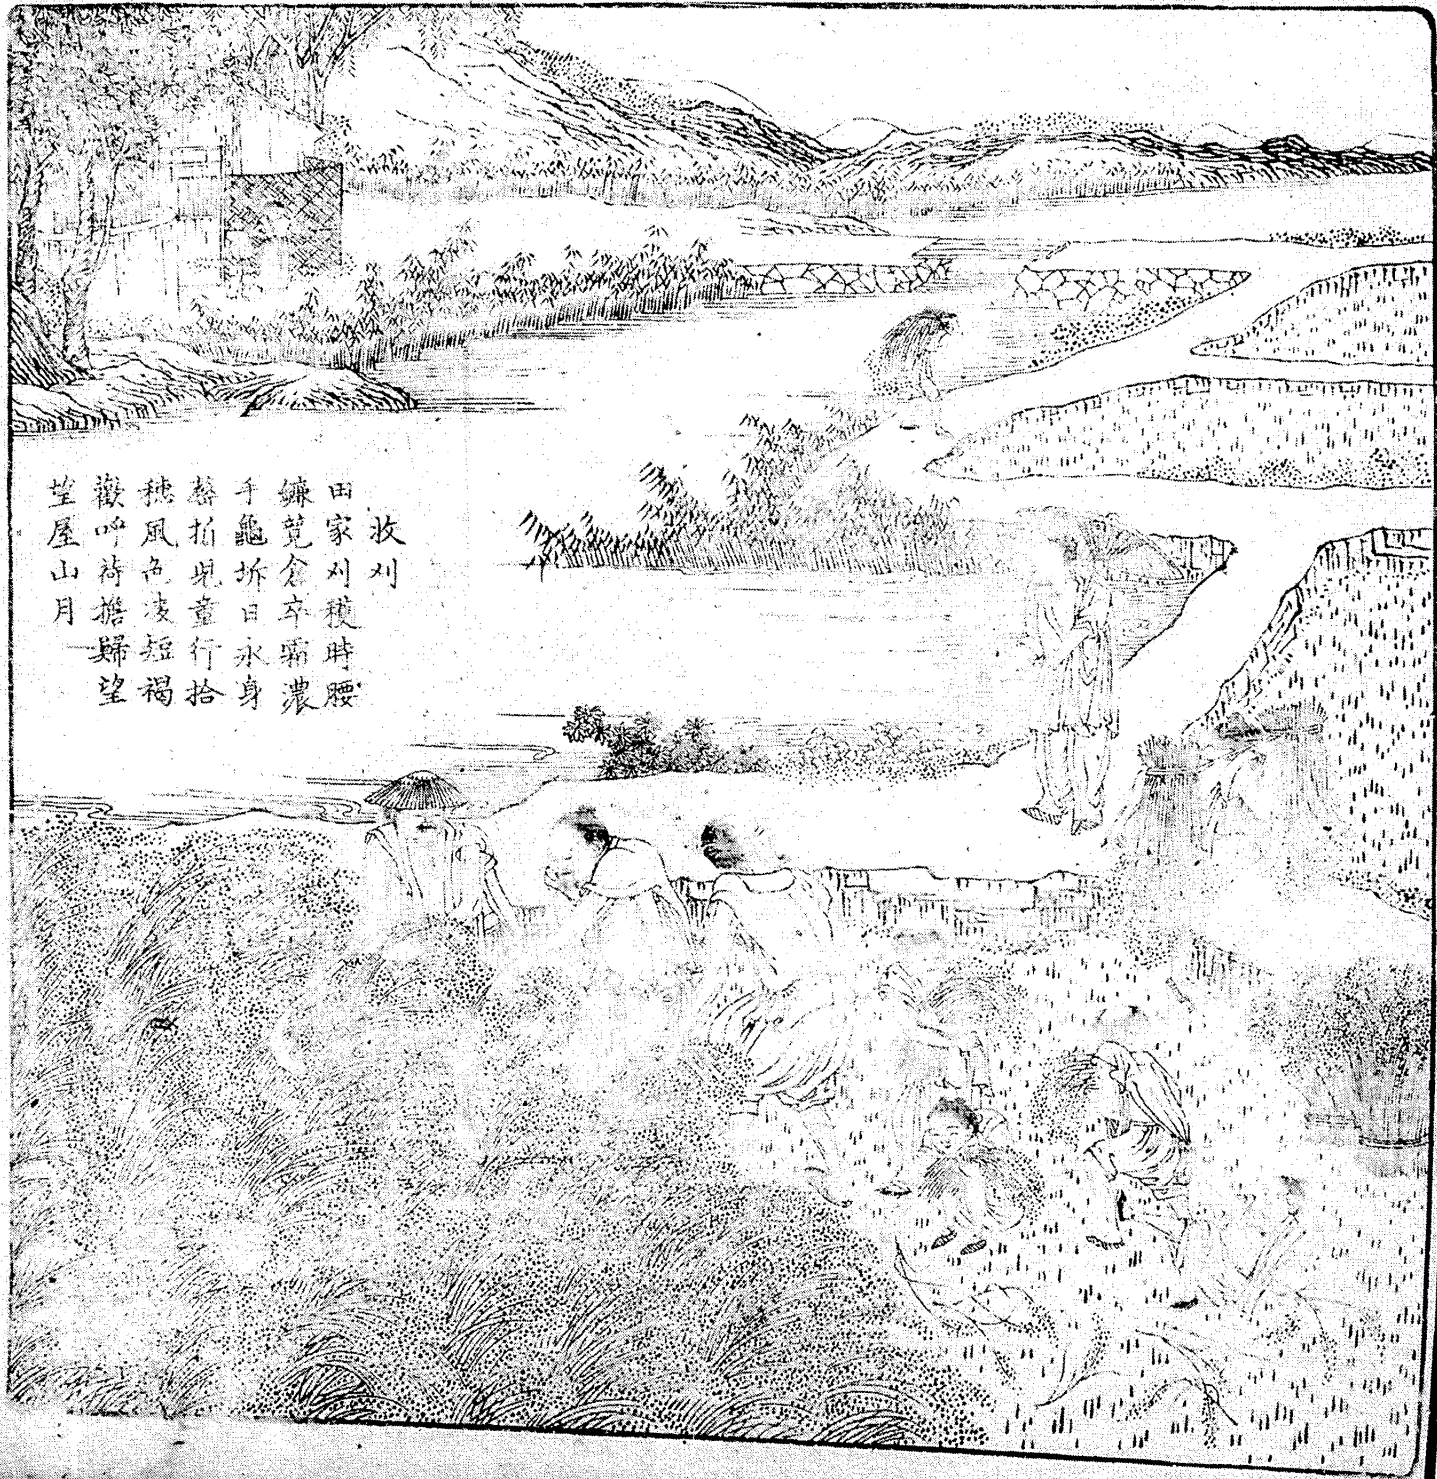 收刈
田家刈穫時腰
鎌競倉卒霜濃
手龜坼日永身
磬折兒童行拾
穗風色凌短褐
歡呼荷擔歸望
望屋山月